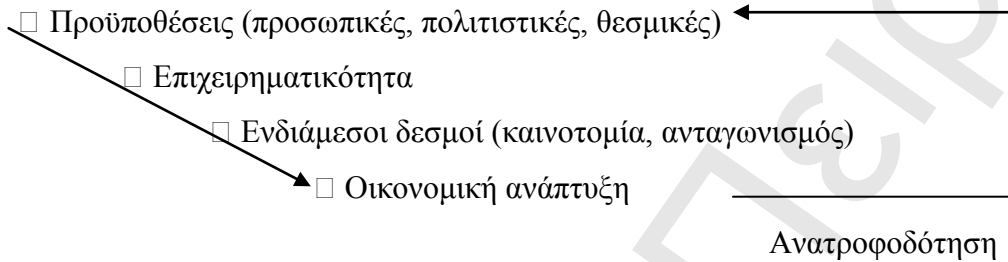 □ Προϋποθέσεις (προσωπικές, πολιτιστικές, θεσμικές)
□ Επιχειρηματικότητα
□ Ενδιάμεσοι δεσμοί (καινοτομία, ανταγωνισμός)
□ Οικονομική ανάπτυξη
Ανατροφοδότηση